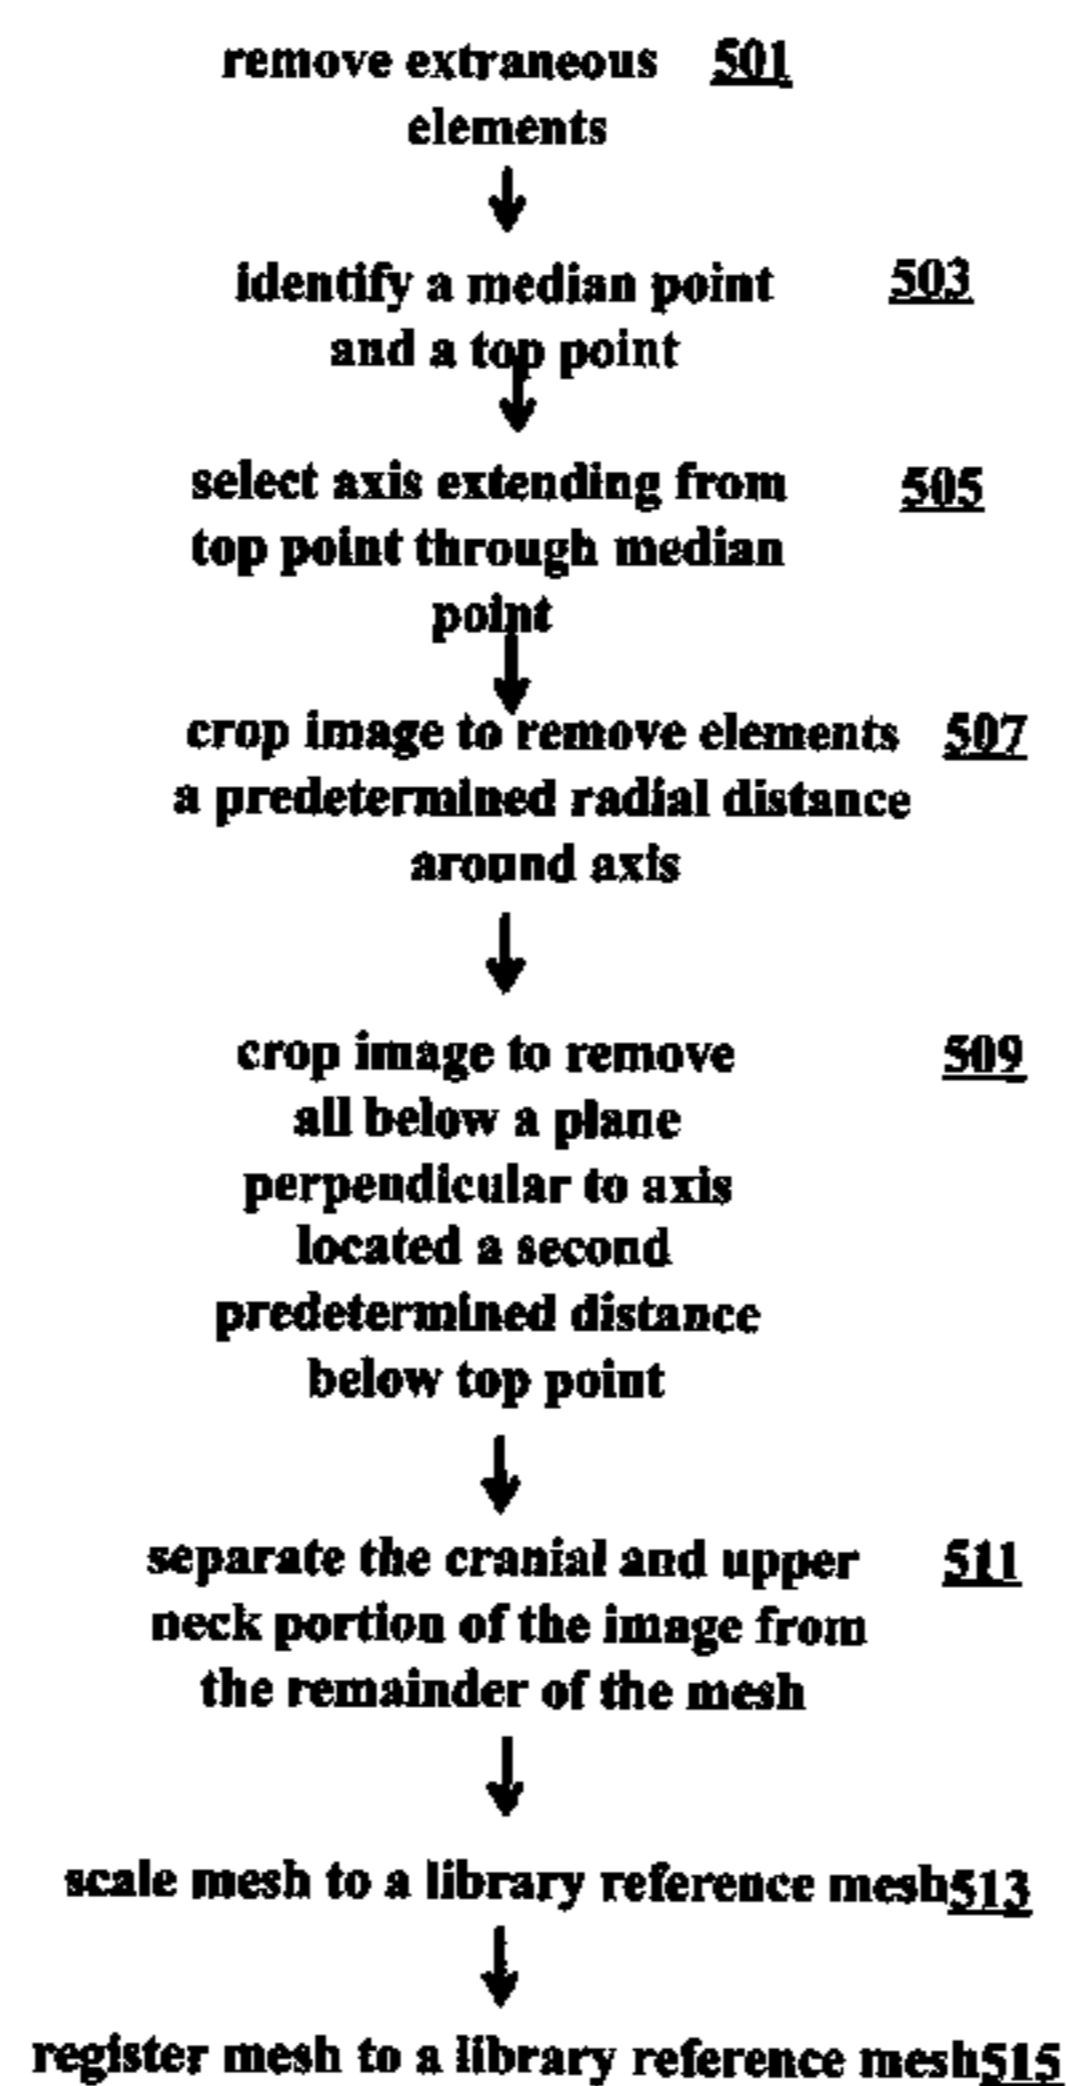 remove extraneous 501
elements
identify a median point 503
and a top point
select axis extending from 505
top point through median
point
crop image to remove elements 507
a predetermined radial distance
around axis
crop image to remove 509
all below a plane
perpendicular to axis
located a second
predetermined distance
below top point
separate the cranial and upper 511
neck portion of the image from
the remainder of the mesh
scale mesh to a library reference mesh513
register mesh to a library reference mesh515